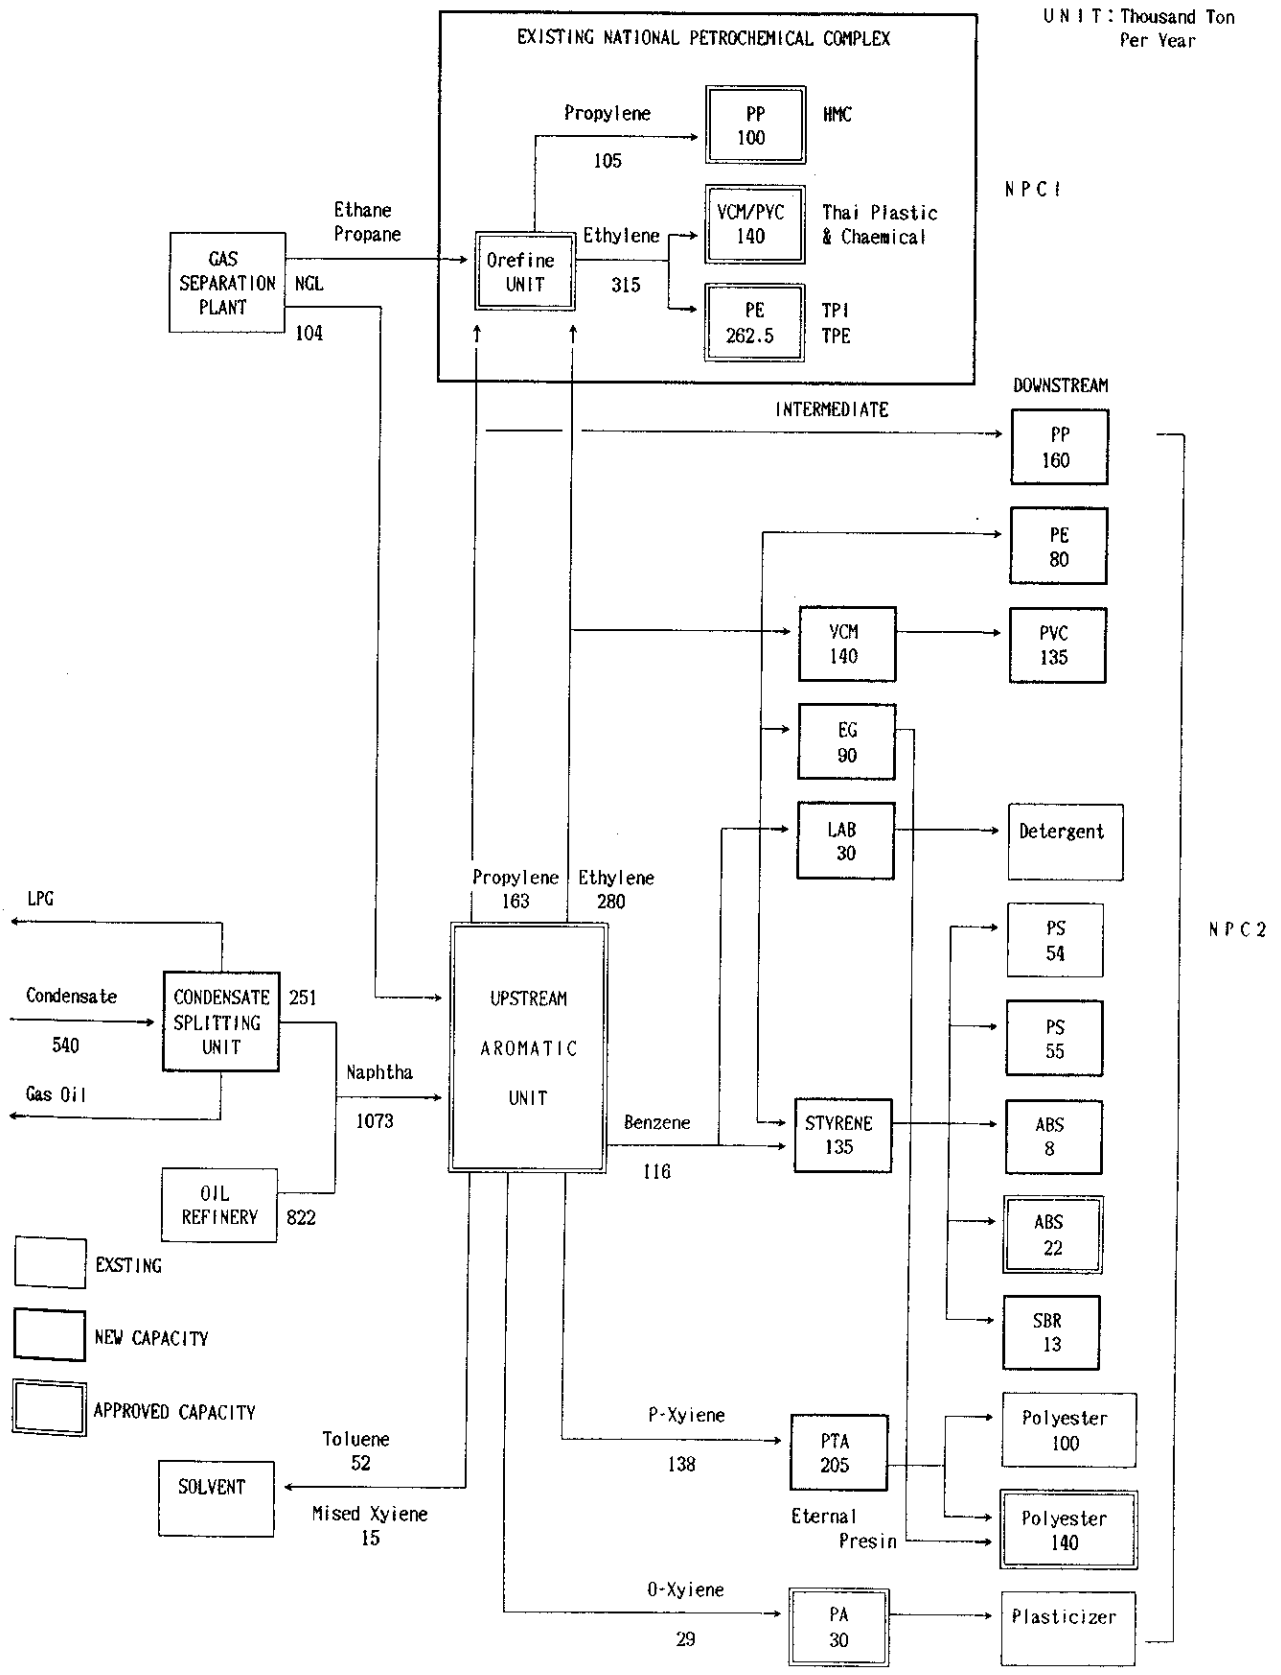 UNIT: Thousand Ton
Per Year
EXISTING NATIONAL PETROCHEMICAL COMPLEX
Propylene
105
PP
100
HMC
NPC1
Ethane
Propane
VCM/PVC
140
Thai Plastic
& Chaemical
GAS
SEPARATION
PLANT
NGL
104
Orefine
UNIT
Ethylene
315
PE
262.5
TPI
TPE
DOWNSTREAM
INTERMEDIATE
PP
160
PE
80
VCM
140
PVC
135
EG
90
LAB
30
Detergent
Propylene
163
Ethylene
280
LPG
PS
54
NPC2
Condensate
540
CONDENSATE
SPLITTING
UNIT
251
UPSTREAM
AROMATIC
UNIT
PS
55
Gas Oil
Naphtha
1073
Benzene
116
STYRENE
135
ABS
8
OIL
REFINERY
822
ABS
22
EXSTING
NEW CAPACITY
SBR
13
APPROVED CAPACITY
P-Xyiene
138
PTA
205
Polyester
100
Toluene
52
SOLVENT
Mised Xyiene
15
Eternal
Presin
Polyester
140
O-Xyiene
29
PA
30
Plasticizer